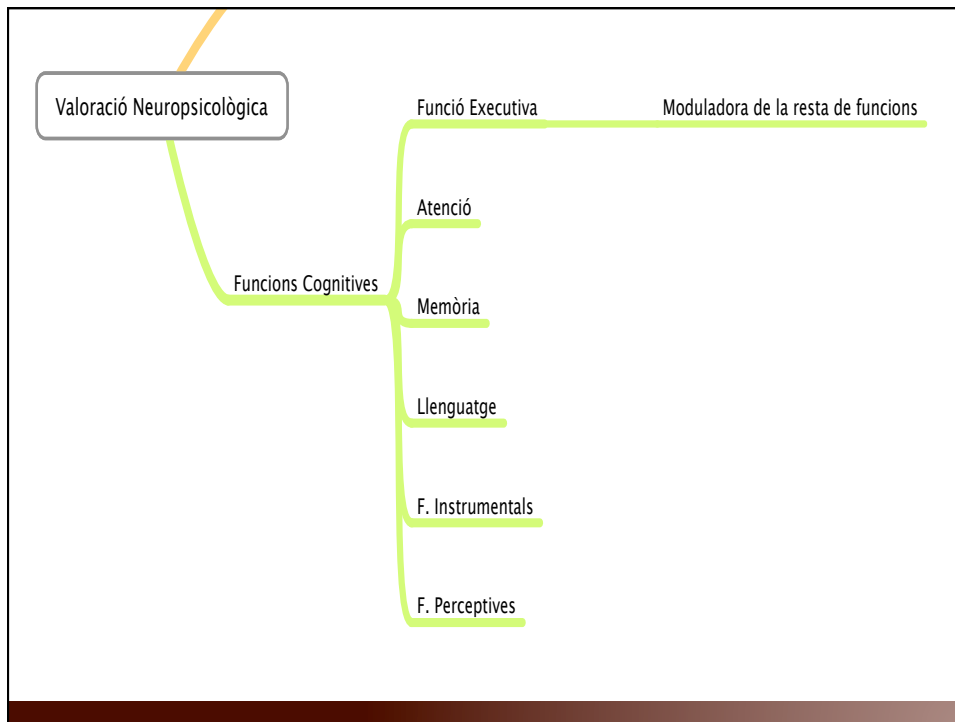 Valoració Neuropsicològica
Funció Executiva
Moduladora de la resta de funcions
Atenció
Funcions Cognitives
Memòria
Llenguatge
F. Instrumentals
F. Perceptives